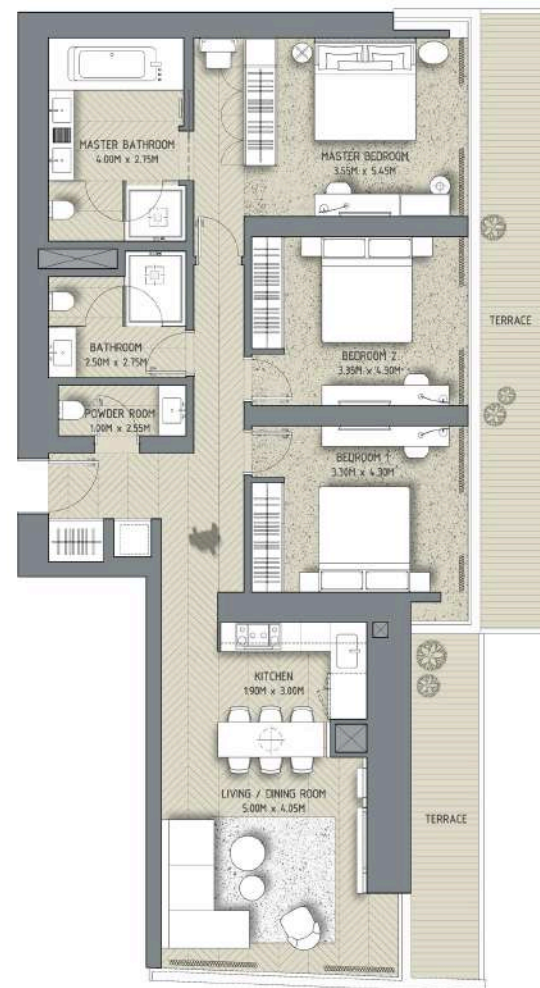 MASTER BATHROOM
4.00M x 2.75M
MASTER BEDROOM
3.55M x 5.45M
BATHROOM
2.50M x 2.75M
BEDROOM 2
3.35M x 4.30M
TERRACE
POWDER ROOM
1.00M x 2.55M
BEDROOM 1
3.30M x 4.30M
KITCHEN
1.90M x 3.00M
LIVING / DINING ROOM
5.00M x 4.05M
TERRACE